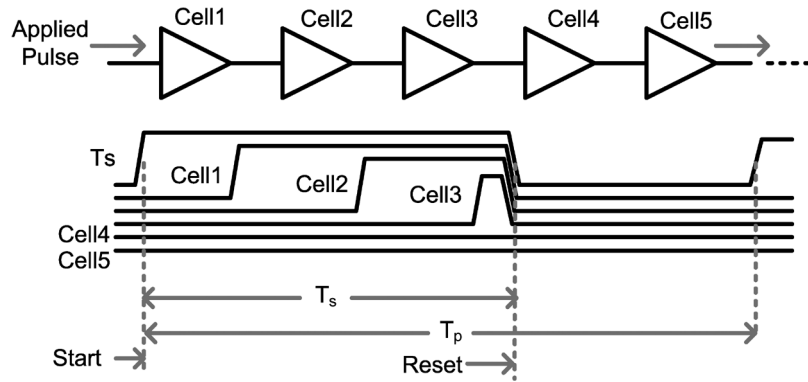 Applied Pulse
Cell1
Cell2
Cell3
Cell4
Cell5
Ts
Cell1
Cell2
Cell3
Cell4
Cell5
Ts
Tp
Start
Reset